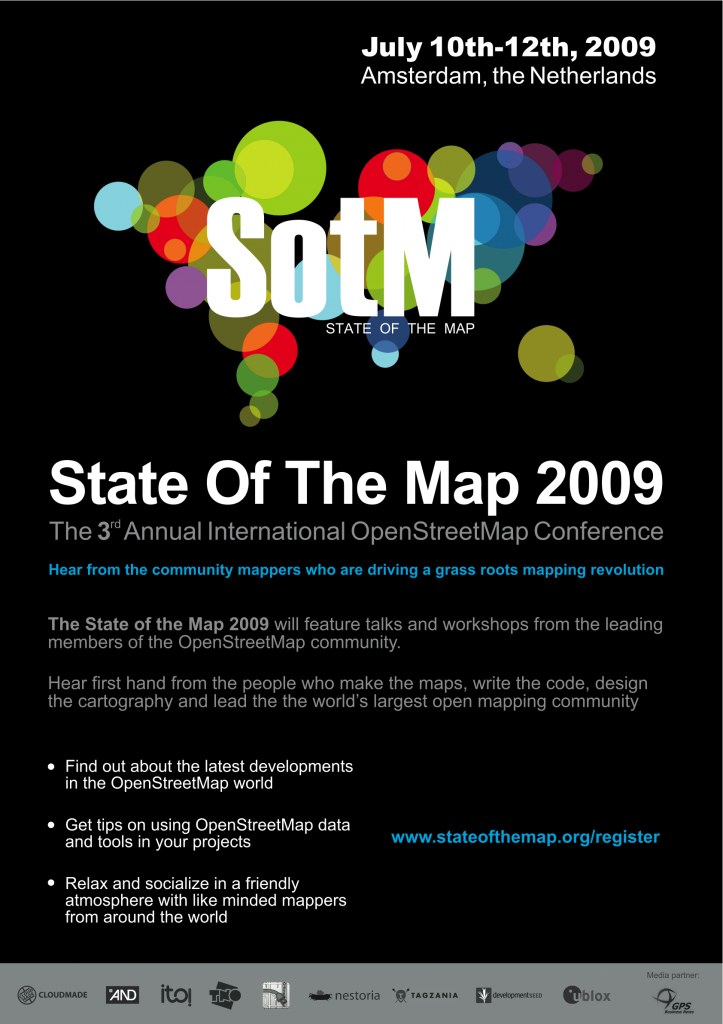 July 10th-12th, 2009
Amsterdam, the Netherlands
SotM
STATE OF THE MAP
State Of The Map 2009
The 3rd Annual International OpenStreetMap Conference
Hear from the community mappers who are driving a grass roots mapping revolution
The State of the Map 2009 will feature talks and workshops from the leading
members of the OpenStreetMap community.
Hear first hand from the people who make the maps, write the code, design
the cartography and lead the the world's largest open mapping community
• Find out about the latest developments
in the OpenStreetMap world
• Get tips on using OpenStreetMap data
and tools in your projects
www.stateofthemap.org/register
• Relax and socialize in a friendly
atmosphere with like minded mappers
from around the world
Media partner:
CLOUDMADE AND ito! TNO nestoria TAGZANIA developmentSEED ublox GPS
Business News